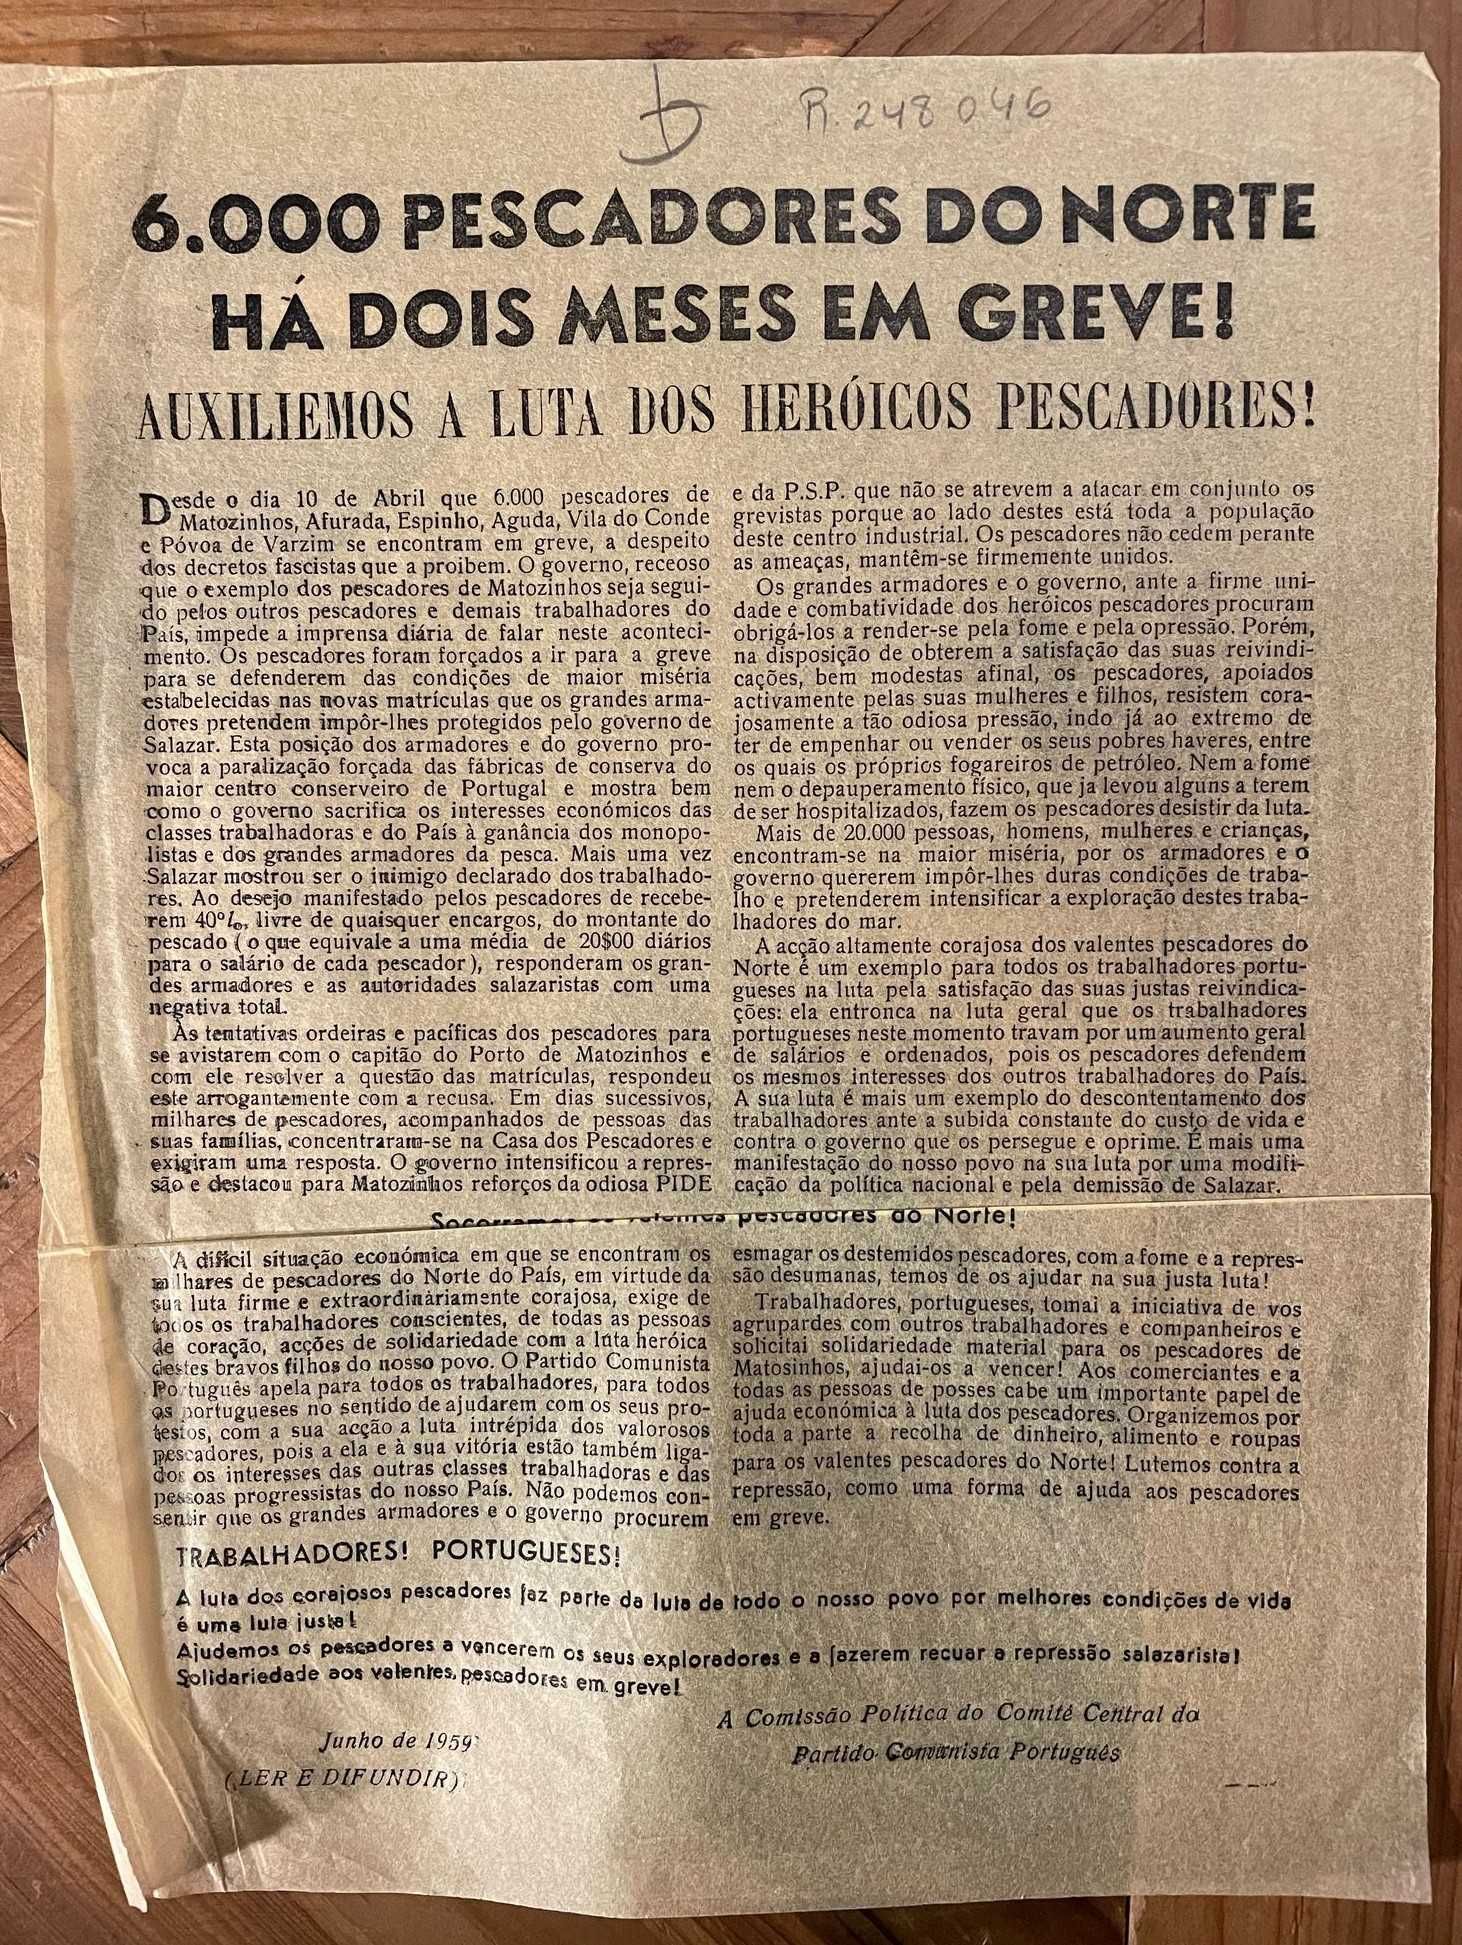 R. 248046
6.000 PESCADORES DO NORTE
HÁ DOIS MESES EM GREVE!
AUXILIEMOS A LUTA DOS HERÓICOS PESCADORES!
Desde o dia 10 de Abril que 6.000 pescadores de
Matozinhos, Afurada, Espinho, Aguda, Vila do Conde
e Póvoa de Varzim se encontram em greve, a despeito
dos decretos fascistas que a proibem. O governo, receoso
que o exemplo dos pescadores de Matozinhos seja segui-
do pelos outros pescadores e demais trabalhadores do
País, impede a imprensa diária de falar neste aconteci-
mento. Os pescadores foram forçados a ir para a greve
para se defenderem das condições de maior miséria
estabelecidas nas novas matrículas que os grandes arma-
dores pretendem impôr-lhes protegidos pelo governo de
Salazar. Esta posição dos armadores e do governo pro-
voca a paralização forçada das fábricas de conserva do
maior centro conserveiro de Portugal e mostra bem
como o governo sacrifica os interesses económicos das
classes trabalhadoras e do País à ganância dos monopo-
listas e dos grandes armadores da pesca. Mais uma vez
Salazar mostrou ser o inimigo declarado dos trabalhado-
res. Ao desejo manifestado pelos pescadores de recebe-
rem 40%, livre de quaisquer encargos, do montante do
pescado (o que equivale a uma média de 20$00 diários
para o salário de cada pescador), responderam os gran-
des armadores e as autoridades salazaristas com uma
negativa total.
Às tentativas ordeiras e pacíficas dos pescadores para
se avistarem com o capitão do Porto de Matozinhos e
com ele resolver a questão das matrículas, respondeu
este arrogantemente com a recusa. Em dias sucessivos,
milhares de pescadores, acompanhados de pessoas das
suas famílias, concentraram-se na Casa dos Pescadores e
exigiram uma resposta. O governo intensificou a repres-
são e destacou para Matozinhos reforços da odiosa PIDE
e da P.S.P. que não se atrevem a atacar em conjunto os
grevistas porque ao lado destes está toda a população
deste centro industrial. Os pescadores não cedem perante
as ameaças, mantêm-se firmemente unidos.
Os grandes armadores e o governo, ante a firme uni-
dade e combatividade dos heróicos pescadores procuram
obrigá-los a render-se pela fome e pela opressão. Porém,
na disposição de obterem a satisfação das suas reivindi-
cações, bem modestas afinal, os pescadores, apoiados
activamente pelas suas mulheres e filhos, resistem cora-
josamente a tão odiosa pressão, indo já ao extremo de
ter de empenhar ou vender os seus pobres haveres, entre
os quais os próprios fogareiros de petróleo. Nem a fome
nem o depauperamento físico, que ja levou alguns a terem
de ser hospitalizados, fazem os pescadores desistir da luta.
Mais de 20.000 pessoas, homens, mulheres e crianças,
encontram-se na maior miséria, por os armadores e o
governo quererem impôr-lhes duras condições de traba-
lho e pretenderem intensificar a exploração destes traba-
lhadores do mar.
A acção altamente corajosa dos valentes pescadores do
Norte é um exemplo para todos os trabalhadores portu-
gueses na luta pela satisfação das suas justas reivindica-
ções: ela entronca na luta geral que os trabalhadores
portugueses neste momento travam por um aumento geral
de salários e ordenados, pois os pescadores defendem
os mesmos interesses dos outros trabalhadores do País.
A sua luta é mais um exemplo do descontentamento dos
trabalhadores ante a subida constante do custo de vida e
contra o governo que os persegue e oprime. É mais uma
manifestação do nosso povo na sua luta por uma modifi-
cação da política nacional e pela demissão de Salazar.
Socorramos os valentes pescadores do Norte!
A difícil situação económica em que se encontram os
milhares de pescadores do Norte do País, em virtude da
sua luta firme e extraordinàriamente corajosa, exige de
todos os trabalhadores conscientes, de todas as pessoas
de coração, acções de solidariedade com a luta heróica
destes bravos filhos do nosso povo. O Partido Comunista
Português apela para todos os trabalhadores, para todos
os portugueses no sentido de ajudarem com os seus pro-
testos, com a sua acção a luta intrépida dos valorosos
pescadores, pois a ela e à sua vitória estão também liga-
dos os interesses das outras classes trabalhadoras e das
pessoas progressistas do nosso País. Não podemos con-
sentir que os grandes armadores e o governo procurem
esmagar os destemidos pescadores, com a fome e a repres-
são desumanas, temos de os ajudar na sua justa luta!
Trabalhadores, portugueses, tomai a iniciativa de vos
agrupardes com outros trabalhadores e companheiros e
solicitai solidariedade material para os pescadores de
Matosinhos, ajudai-os a vencer! Aos comerciantes e a
todas as pessoas de posses cabe um importante papel de
ajuda económica à luta dos pescadores. Organizemos por
toda a parte a recolha de dinheiro, alimento e roupas
para os valentes pescadores do Norte! Lutemos contra a
repressão, como uma forma de ajuda aos pescadores
em greve.
TRABALHADORES! PORTUGUESES!
A luta dos corajosos pescadores faz parte da luta de todo o nosso povo por melhores condições de vida
é uma luta justa!
Ajudemos os pescadores a vencerem os seus exploradores e a fazerem recuar a repressão salazarista!
Solidariedade aos valentes, pescadores em greve!
Junho de 1959
(LER E DIFUNDIR)
A Comissão Política do Comité Central do
Partido Comunista Português